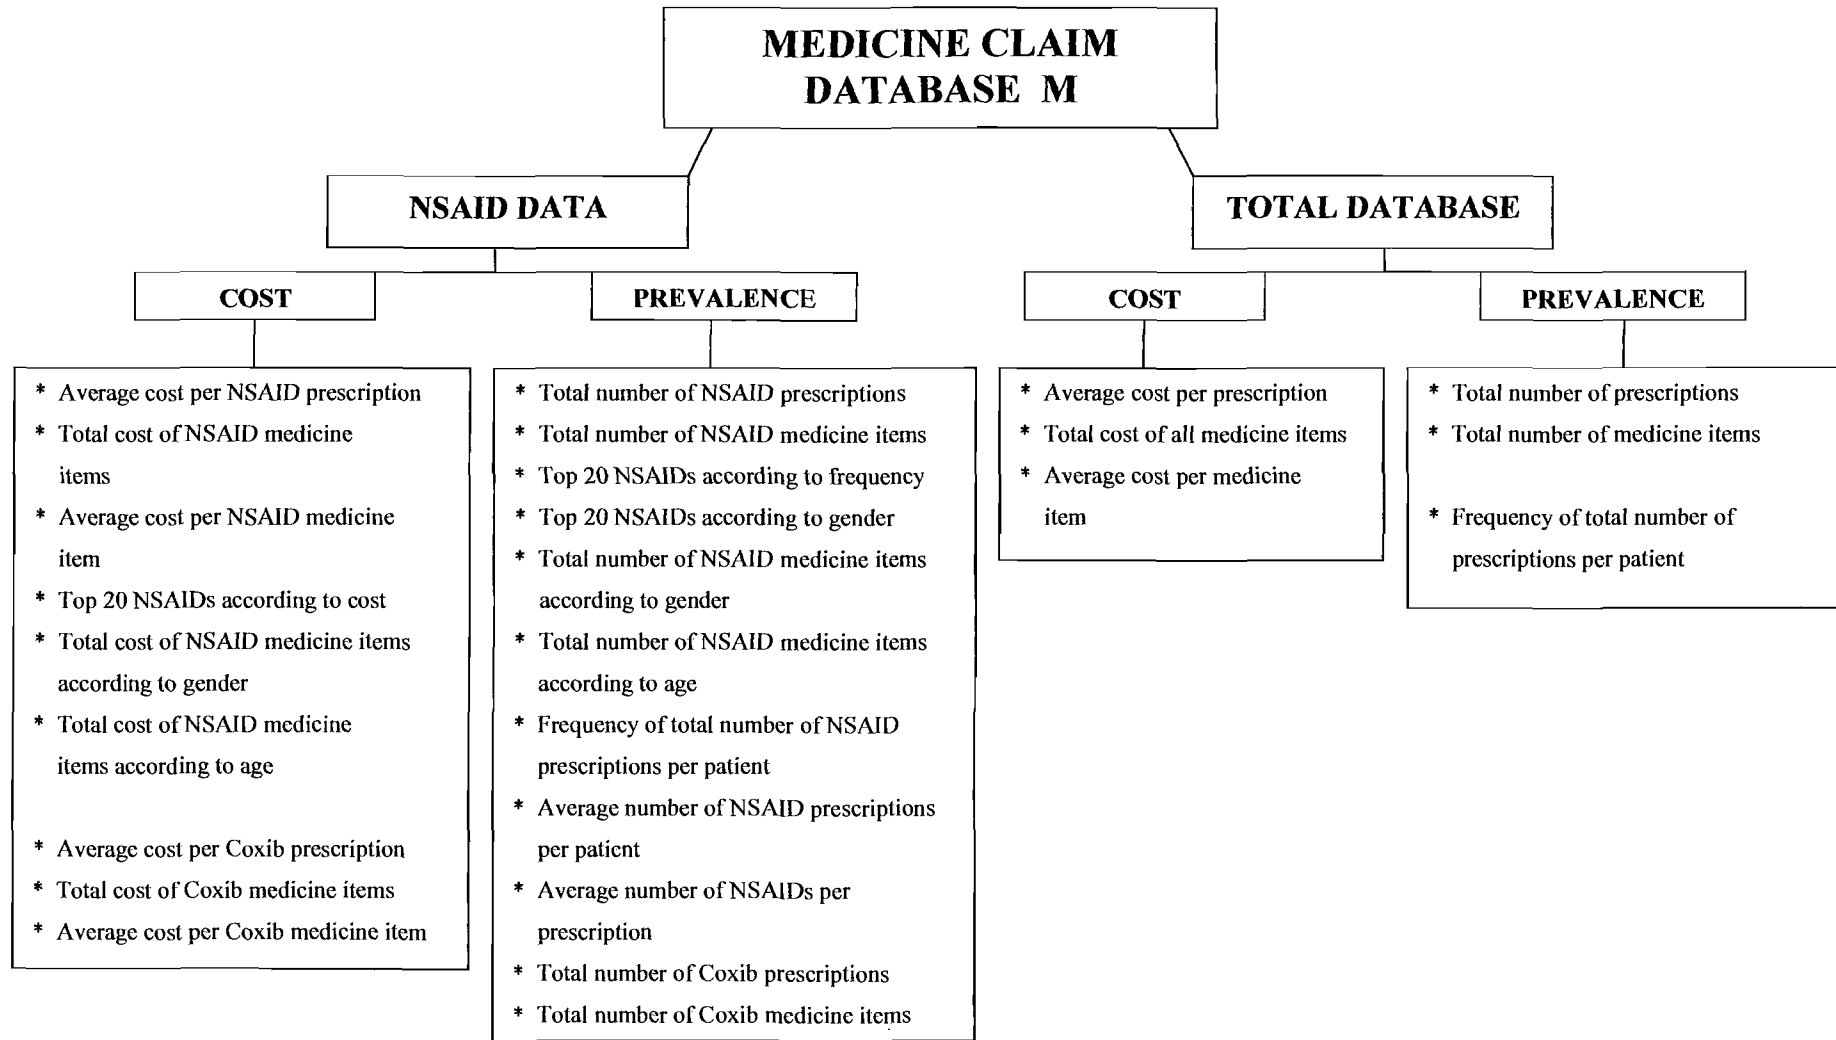 MEDICINE CLAIM
DATABASE M
NSAID DATA
TOTAL DATABASE
COST
PREVALENCE
COST
PREVALENCE
* Average cost per NSAID prescription
* Total cost of NSAID medicine
items
* Average cost per NSAID medicine
item
* Top 20 NSAIDs according to cost
* Total cost of NSAID medicine items
according to gender
* Total cost of NSAID medicine
items according to age
* Average cost per Coxib prescription
* Total cost of Coxib medicine items
* Average cost per Coxib medicine item
* Total number of NSAID prescriptions
* Total number of NSAID medicine items
* Top 20 NSAIDs according to frequency
* Top 20 NSAIDs according to gender
* Total number of NSAID medicine items
according to gender
* Total number of NSAID medicine items
according to age
* Frequency of total number of NSAID
prescriptions per patient
* Average number of NSAID prescriptions
per patient
* Average number of NSAIDs per
prescription
* Total number of Coxib prescriptions
* Total number of Coxib medicine items
* Average cost per prescription
* Total cost of all medicine items
* Average cost per medicine
item
* Total number of prescriptions
* Total number of medicine items
* Frequency of total number of
prescriptions per patient